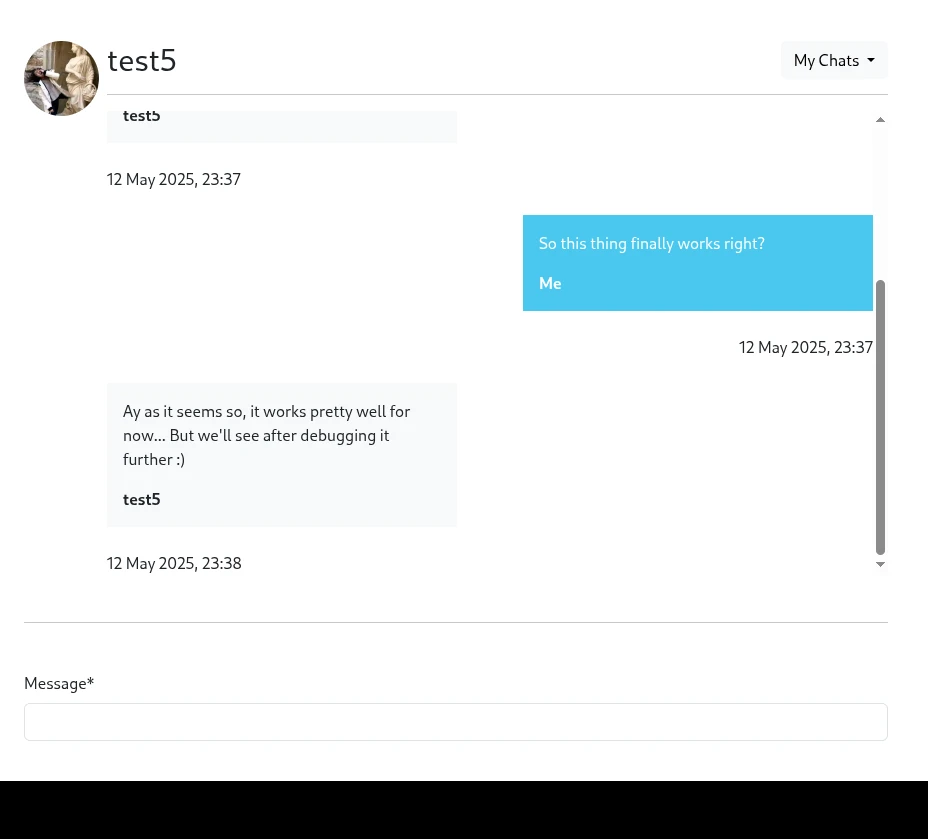 test5
My Chats
test5
12 May 2025, 23:37
So this thing finally works right?
Me
12 May 2025, 23:37
Ay as it seems so, it works pretty well for
now... But we'll see after debugging it
further :)
test5
12 May 2025, 23:38
Message*